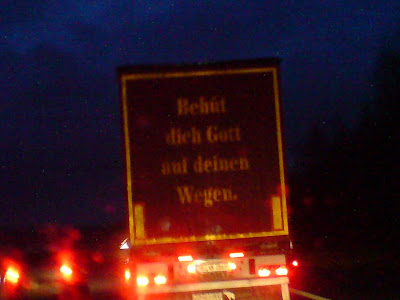 Behüt
dich Gott
auf deinen
Wegen.